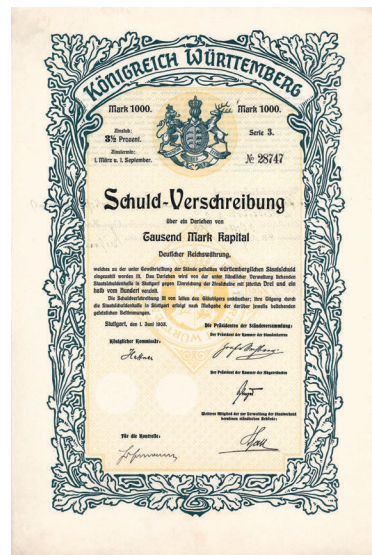 KÖNIGREICH WÜRTTEMBERG
Mark 1000. Mark 1000.
Zinsfuß:
3½ Prozent. Serie 3.
Zinstermin:
1. März u. 1. September. № 28747
Schuld-Verschreibung
über ein Darlehen von
Tausend Mark Kapital
Deutscher Reichswährung,
welches zu der unter Gewährleistung der Stände gestellten württembergischen Staatsschuld
eingezahlt worden ist. Das Darlehen wird von der unter ständischer Verwaltung stehenden
Staatsschuldenkasse in Stuttgart gegen Einreichung der Zinsscheine mit jährlich Drei und ein
halb vom Hundert verzinst.
Die Schuldverschreibung ist von seiten des Gläubigers unkündbar; ihre Tilgung durch
die Staatsschuldenkasse in Stuttgart erfolgt nach Maßgabe der darüber jeweils bestehenden
gesetzlichen Bestimmungen.
Stuttgart, den 1. Juni 1903. Die Präsidenten der Ständeversammlung:
Der Präsident der Kammer der Standesherren
Königlicher Kommissär:
Der Präsident der Kammer der Abgeordneten
Weiteres Mitglied der zur Verwaltung der Staatsschuld
berufenen ständischen Behörde:
Für die Kontrolle: